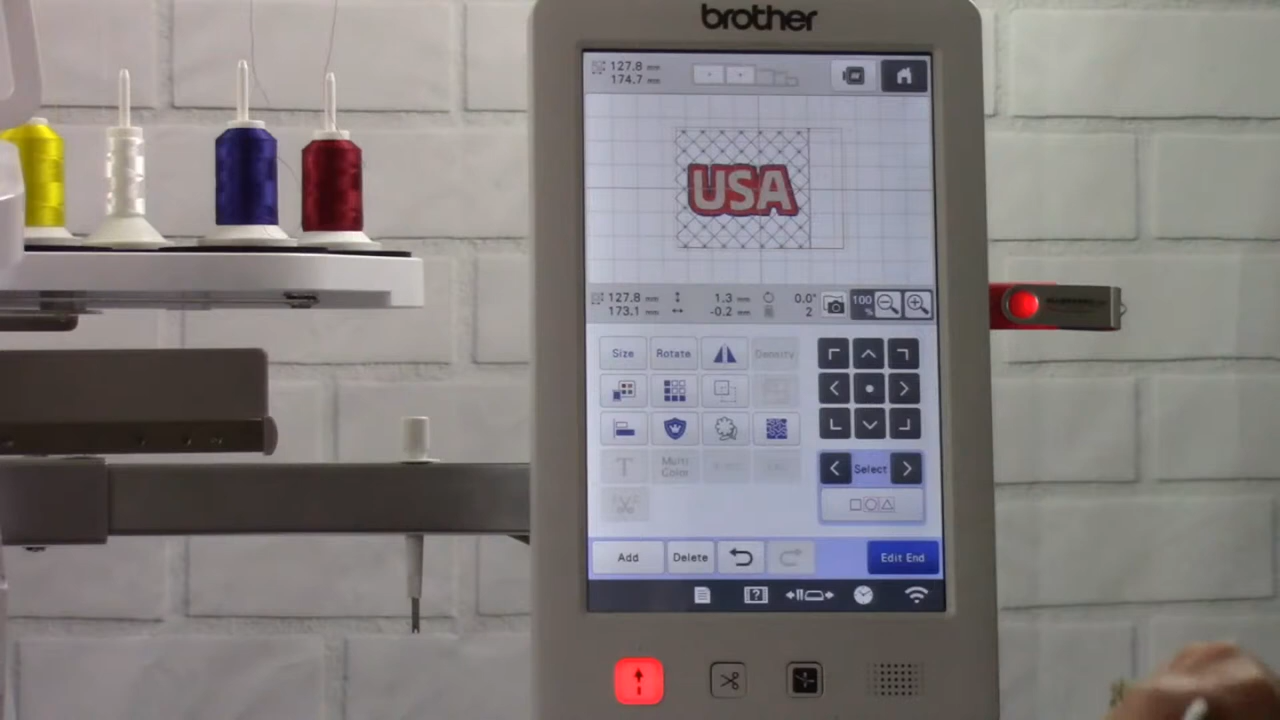 brother
127.8 mm
174.7 mm
USA
127.8 mm 1.3 mm 0.0° 100
173.1 mm -0.2 mm 2 %
Size Rotate Density
T Multi Color
Select
Add Delete Edit End